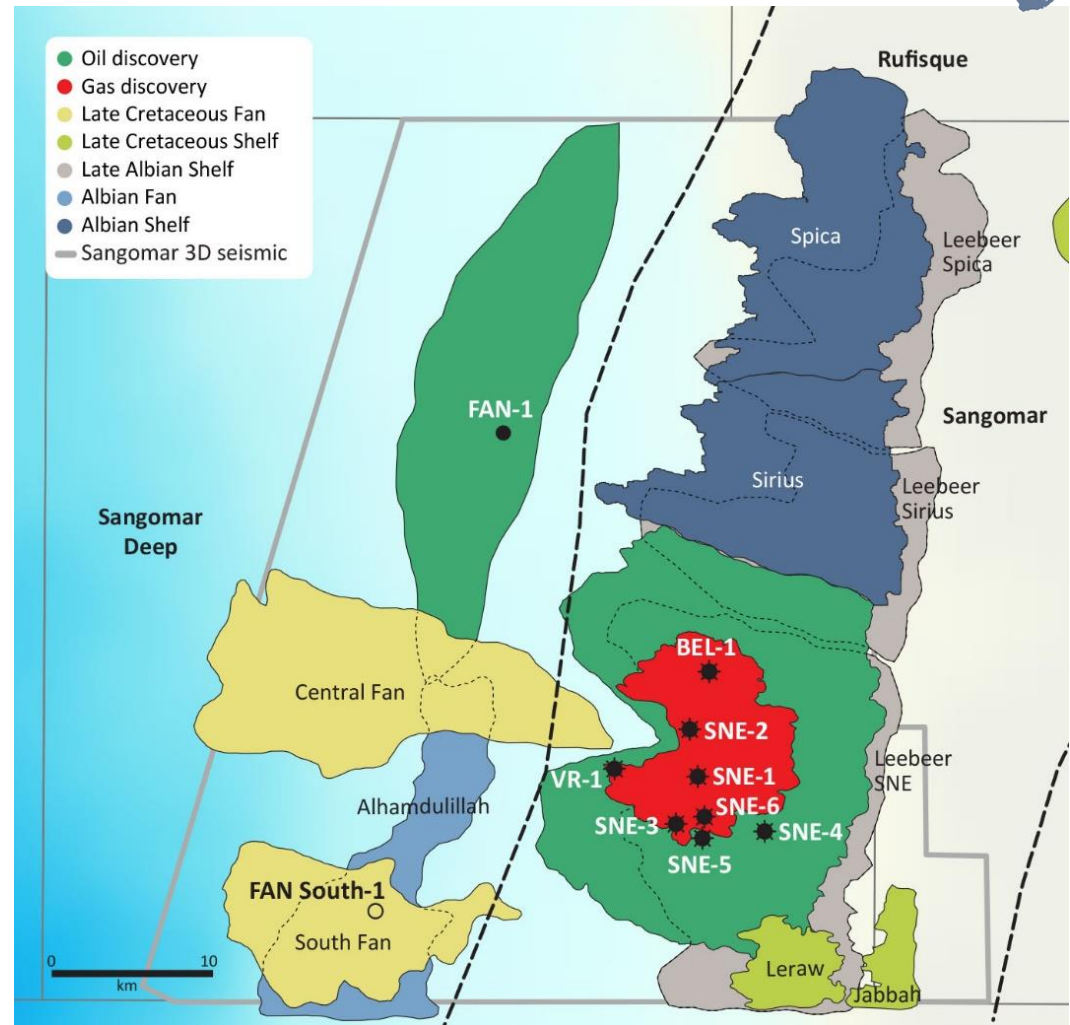 Oil discovery
Gas discovery
Late Cretaceous Fan
Late Cretaceous Shelf
Late Albian Shelf
Albian Fan
Albian Shelf
Sangomar 3D seismic
Rufisque
Spica
Leebeer
Spica
FAN-1
Sangomar
Sirius
Leebeer
Sirius
Sangomar
Deep
BEL-1
Central Fan
SNE-2
Leebeer
SNE
VR-1
SNE-1
Alhamdulillah
SNE-6
SNE-3
SNE-4
SNE-5
FAN South-1
South Fan
Leraw
Jabbah
0 10
km